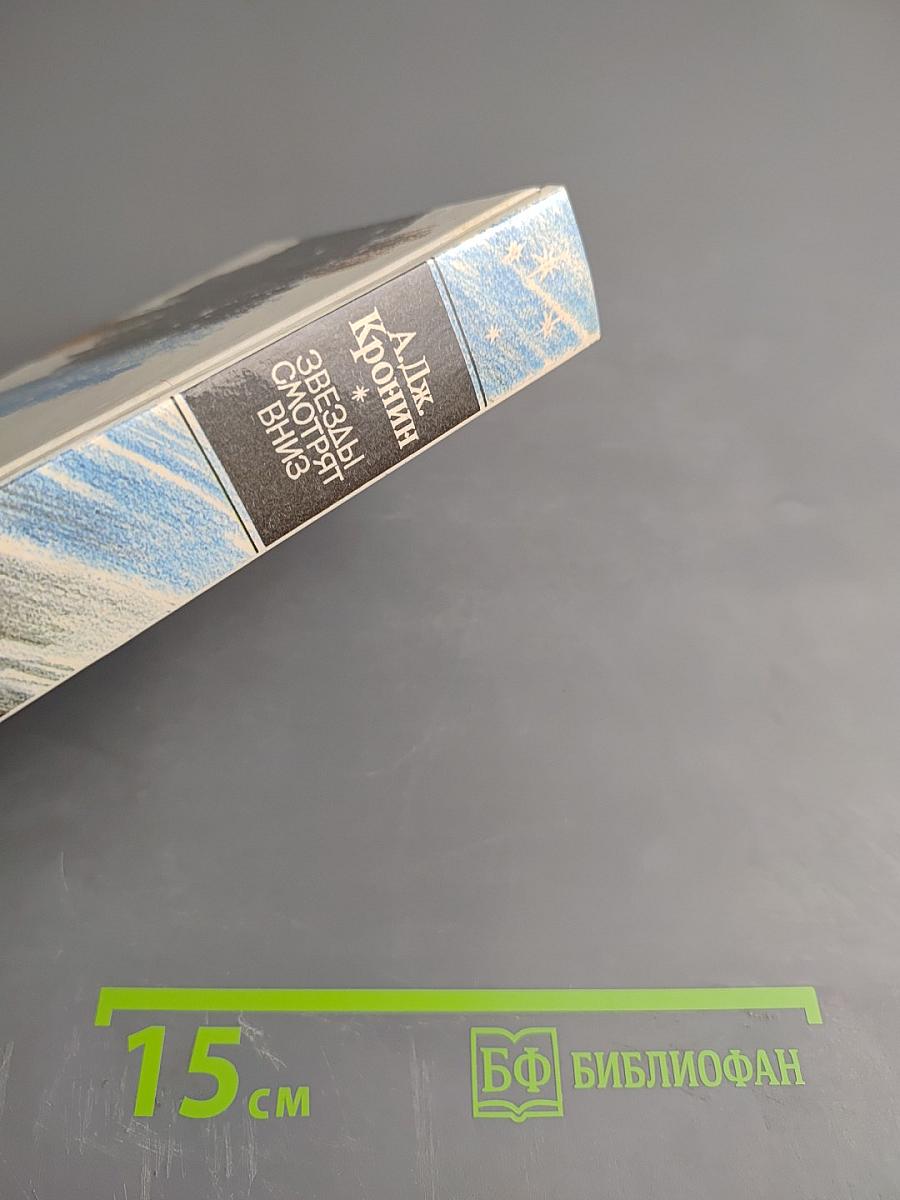 А.Дж.
Кронин
*
ЗВЕЗДЫ
СМОТРЯТ
ВНИЗ
15 см
БФ БИБЛИОФАН